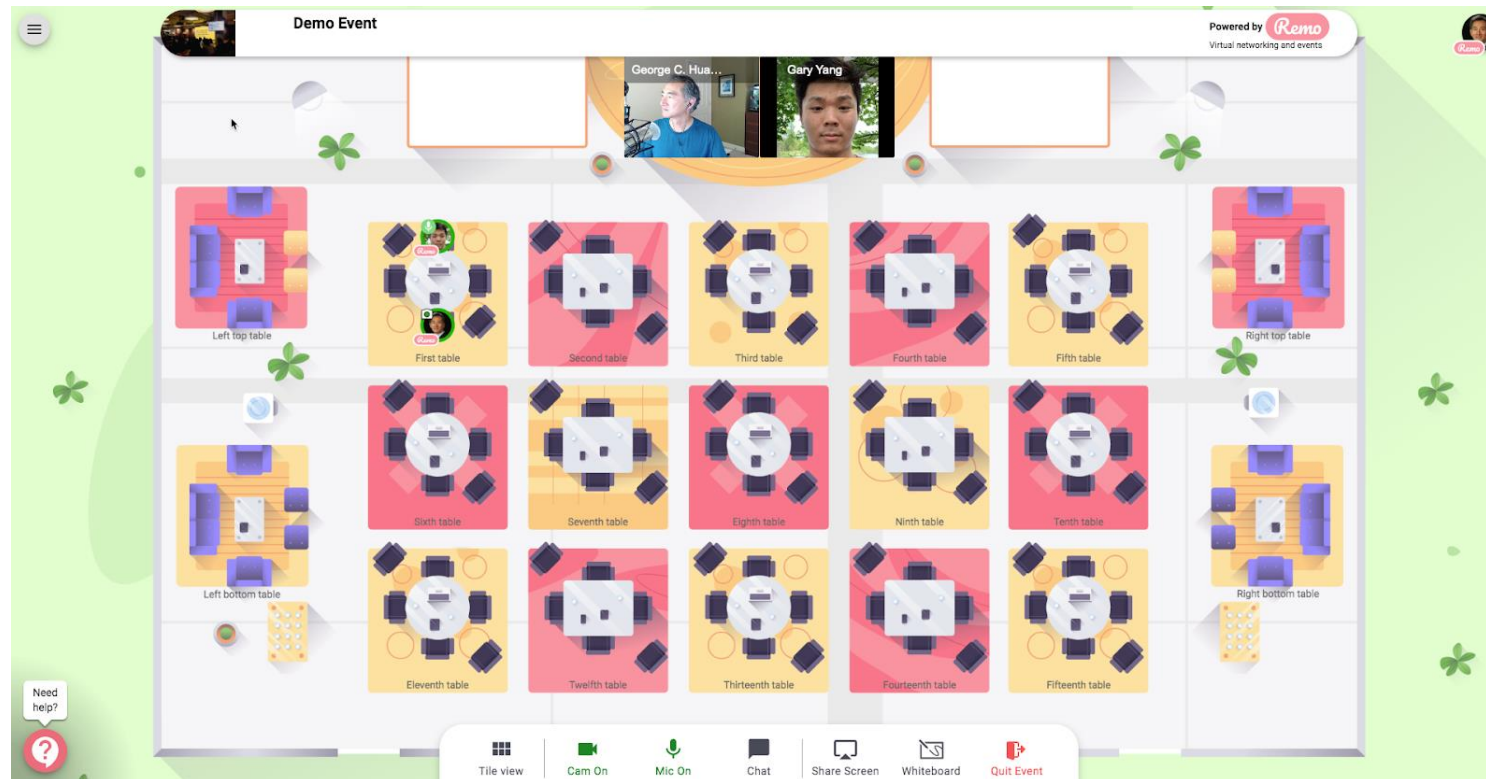 Demo Event
Powered by Remo
Virtual networking and events
Remo
George C. Hua...
Gary Yang
Remo
Remo
Left top table
First table
Second table
Third table
Fourth table
Fifth table
Right top table
Sixth table
Seventh table
Eighth table
Ninth table
Tenth table
Left bottom table
Right bottom table
Eleventh table
Twelfth table
Thirteenth table
Fourteenth table
Fifteenth table
Need
help?
?
Tile view
Cam On
Mic On
Chat
Share Screen
Whiteboard
Quit Event